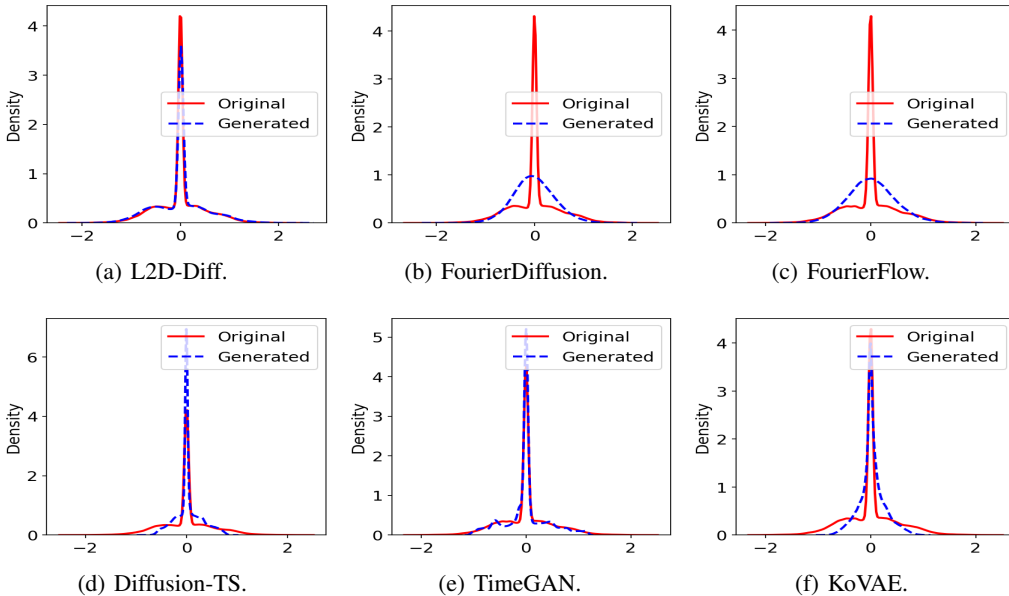 4
3
2
1
0
Density
−2
0
2
Original
Generated
(a) L2D-Diff.
4
3
2
1
0
Density
−2
0
2
Original
Generated
(b) FourierDiffusion.
4
3
2
1
0
Density
−2
0
2
Original
Generated
(c) FourierFlow.
6
4
2
0
Density
−2
0
2
Original
Generated
(d) Diffusion-TS.
5
4
3
2
1
0
Density
−2
0
2
Original
Generated
(e) TimeGAN.
4
3
2
1
0
Density
−2
0
2
Original
Generated
(f) KoVAE.